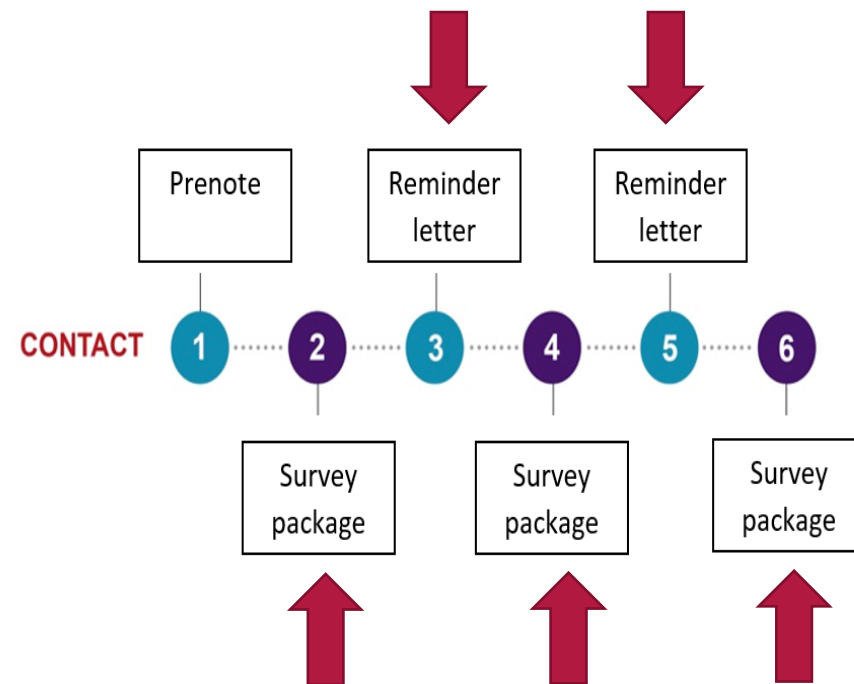 Prenote
Reminder
letter
Reminder
letter
CONTACT 1 2 3 4 5 6
Survey
package
Survey
package
Survey
package